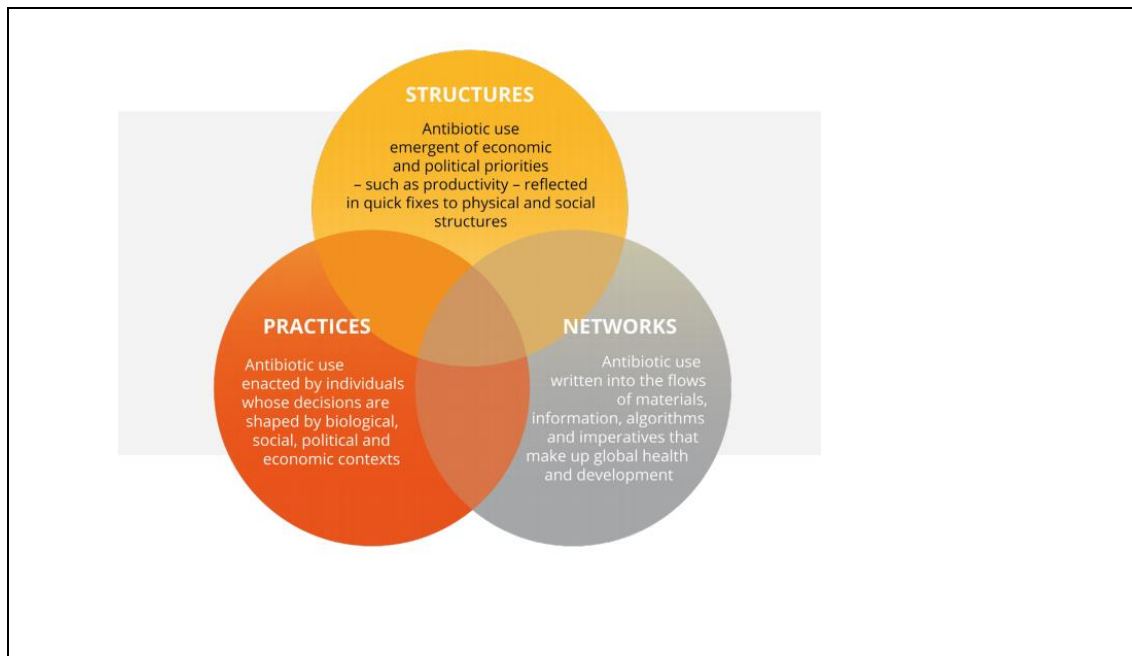 STRUCTURES
Antibiotic use
emergent of economic
and political priorities
– such as productivity – reflected
in quick fixes to physical and social
structures
PRACTICES
Antibiotic use
enacted by individuals
whose decisions are
shaped by biological,
social, political and
economic contexts
NETWORKS
Antibiotic use
written into the flows
of materials,
information, algorithms
and imperatives that
make up global health
and development